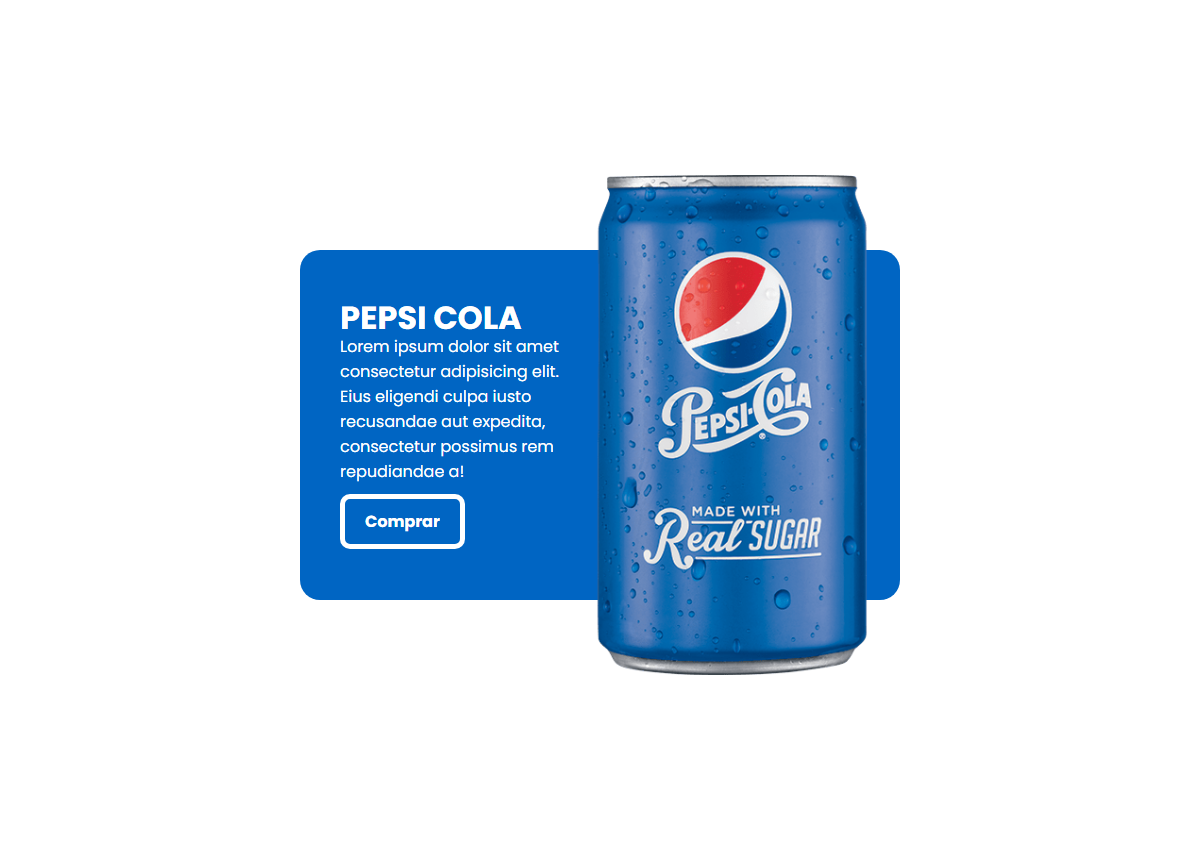 PEPSI COLA
Lorem ipsum dolor sit amet
consectetur adipisicing elit.
Eius eligendi culpa iusto
recusandae aut expedita,
consectetur possimus rem
repudiandae a!
Comprar
PEPSI-COLA®
MADE WITH
Real SUGAR